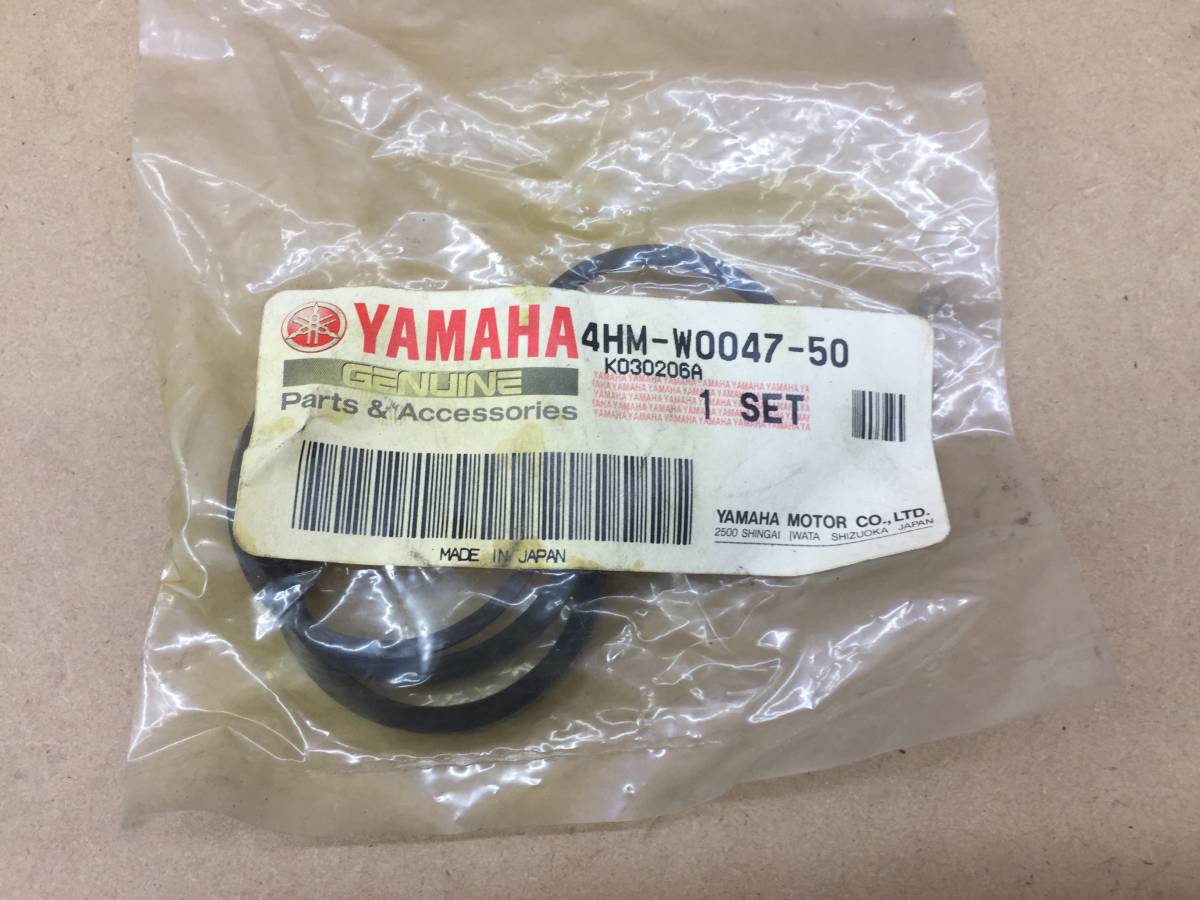 YAMAHA 4HM-W0047-50
GENUINE K030206A
Parts & Accessories 1 SET
YAMAHA MOTOR CO., LTD.
2500 SHINGAI IWATA SHIZUOKA JAPAN
MADE IN JAPAN